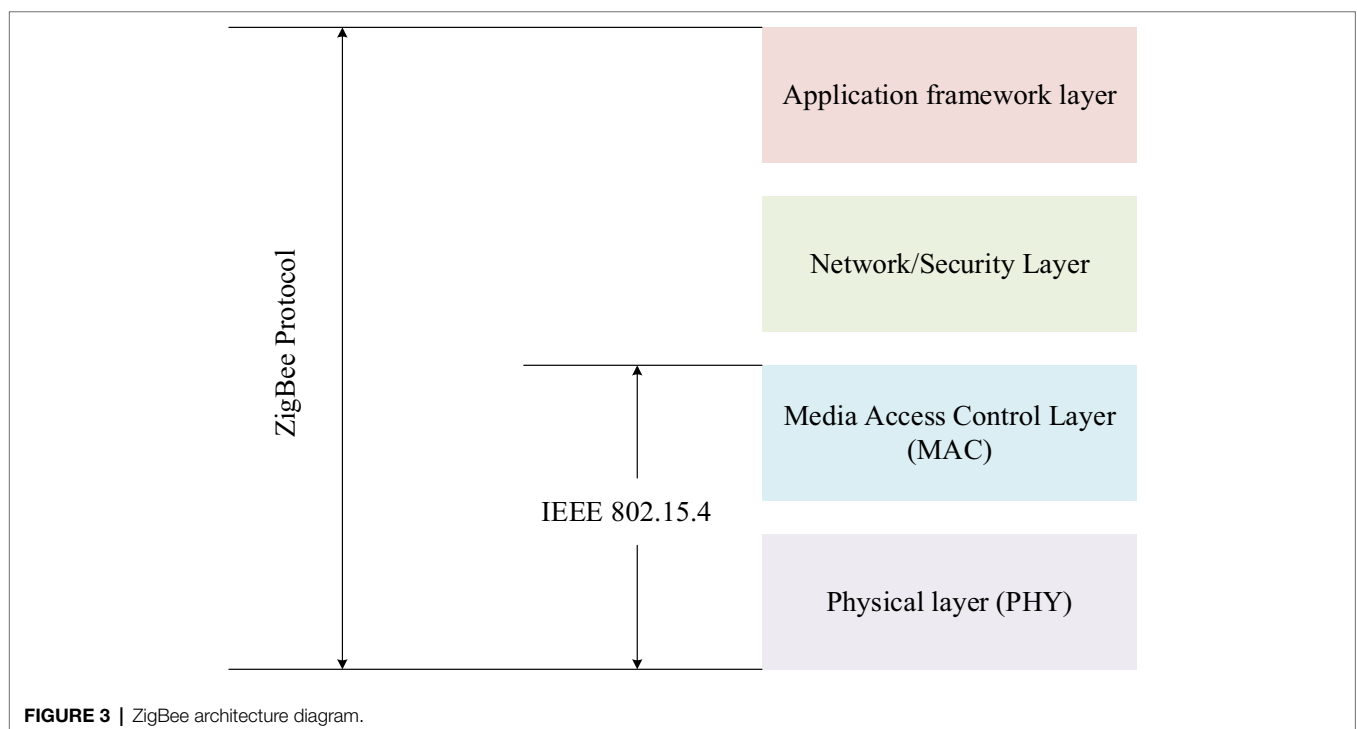 Application framework layer
Network/Security Layer
ZigBee Protocol
Media Access Control Layer
(MAC)
IEEE 802.15.4
Physical layer (PHY)
FIGURE 3 | ZigBee architecture diagram.